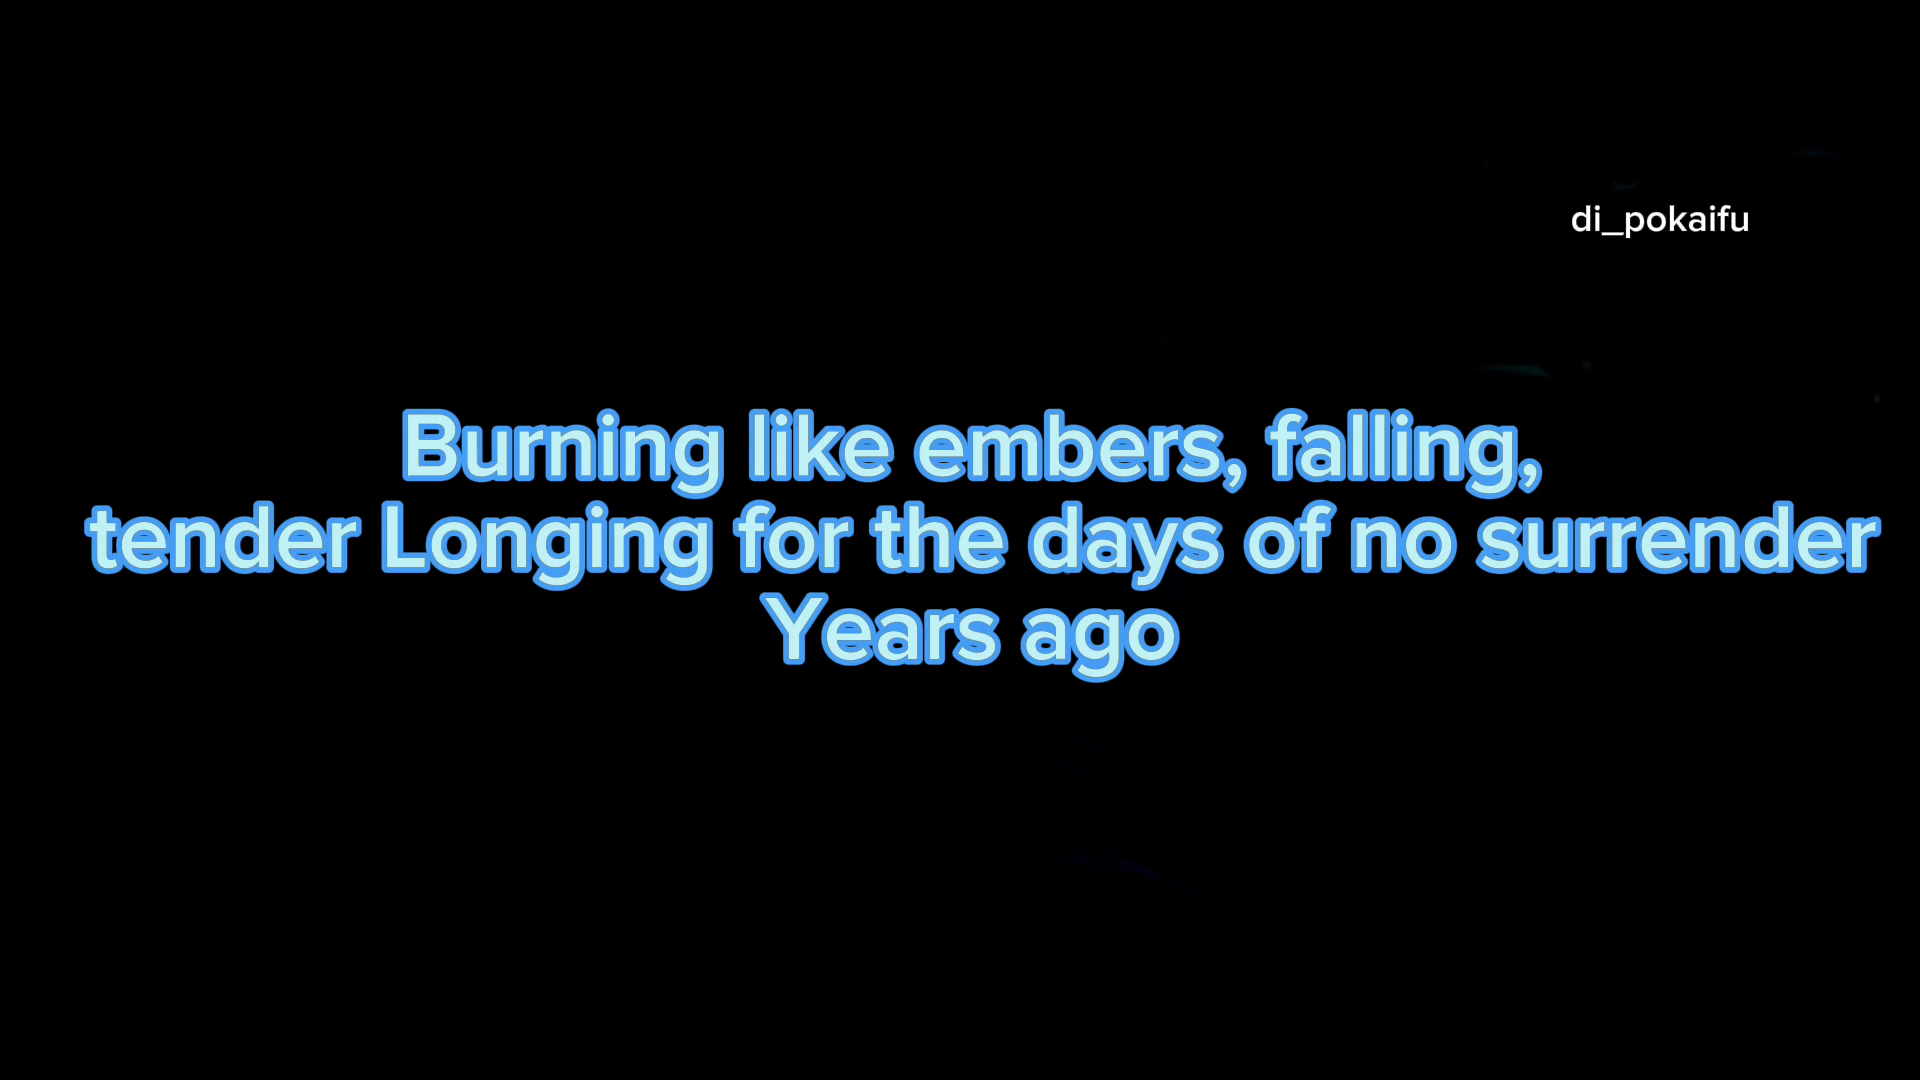 di_pokaifu
Burning like embers, falling,
tender Longing for the days of no surrender
Years ago